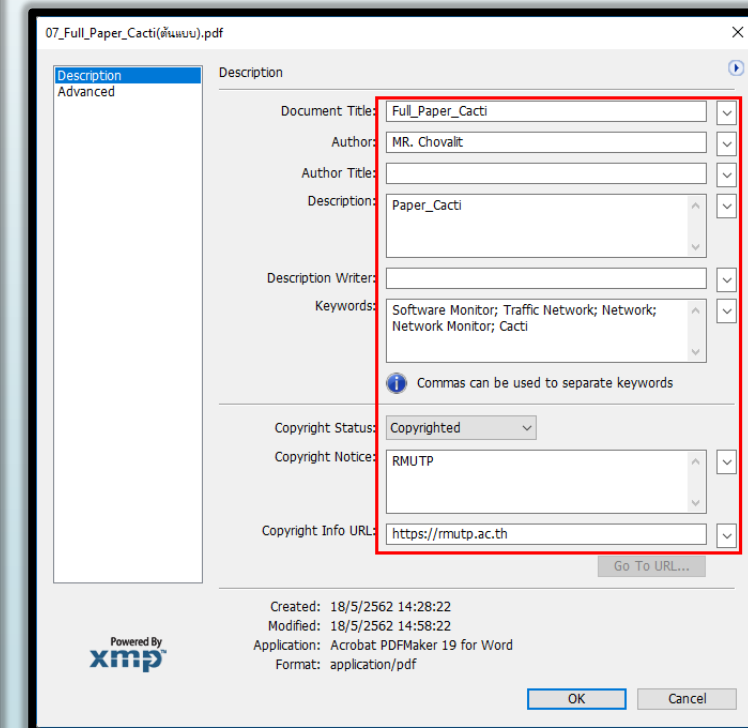 07_Full_Paper_Cacti(ต้นแบบ).pdf
Description
Advanced
Description
Document Title: Full_Paper_Cacti
Author: MR. Chovalit
Author Title:
Description: Paper_Cacti
Description Writer:
Keywords: Software Monitor; Traffic Network; Network;
Network Monitor; Cacti
Commas can be used to separate keywords
Copyright Status: Copyrighted
Copyright Notice: RMUTP
Copyright Info URL: https://rmutp.ac.th
Go To URL...
Created: 18/5/2562 14:28:22
Modified: 18/5/2562 14:58:22
Application: Acrobat PDFMaker 19 for Word
Format: application/pdf
Powered By
xmp™
OK Cancel